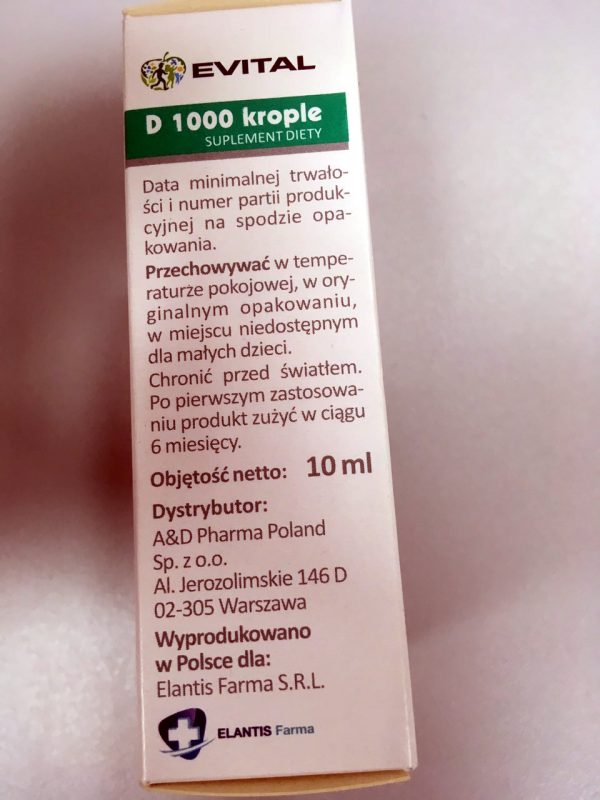 EVITAL
D 1000 krople
SUPLEMENT DIETY
Data minimalnej trwało-
ści i numer partii produk-
cyjnej na spodzie opa-
kowania.
Przechowywać w tempe-
raturze pokojowej, w ory-
ginalnym opakowaniu,
w miejscu niedostępnym
dla małych dzieci.
Chronić przed światłem.
Po pierwszym zastosowa-
niu produkt zużyć w ciągu
6 miesięcy.
Objętość netto: 10 ml
Dystrybutor:
A&D Pharma Poland
Sp. z o.o.
Al. Jerozolimskie 146 D
02-305 Warszawa
Wyprodukowano
w Polsce dla:
Elantis Farma S.R.L.
ELANTIS Farma